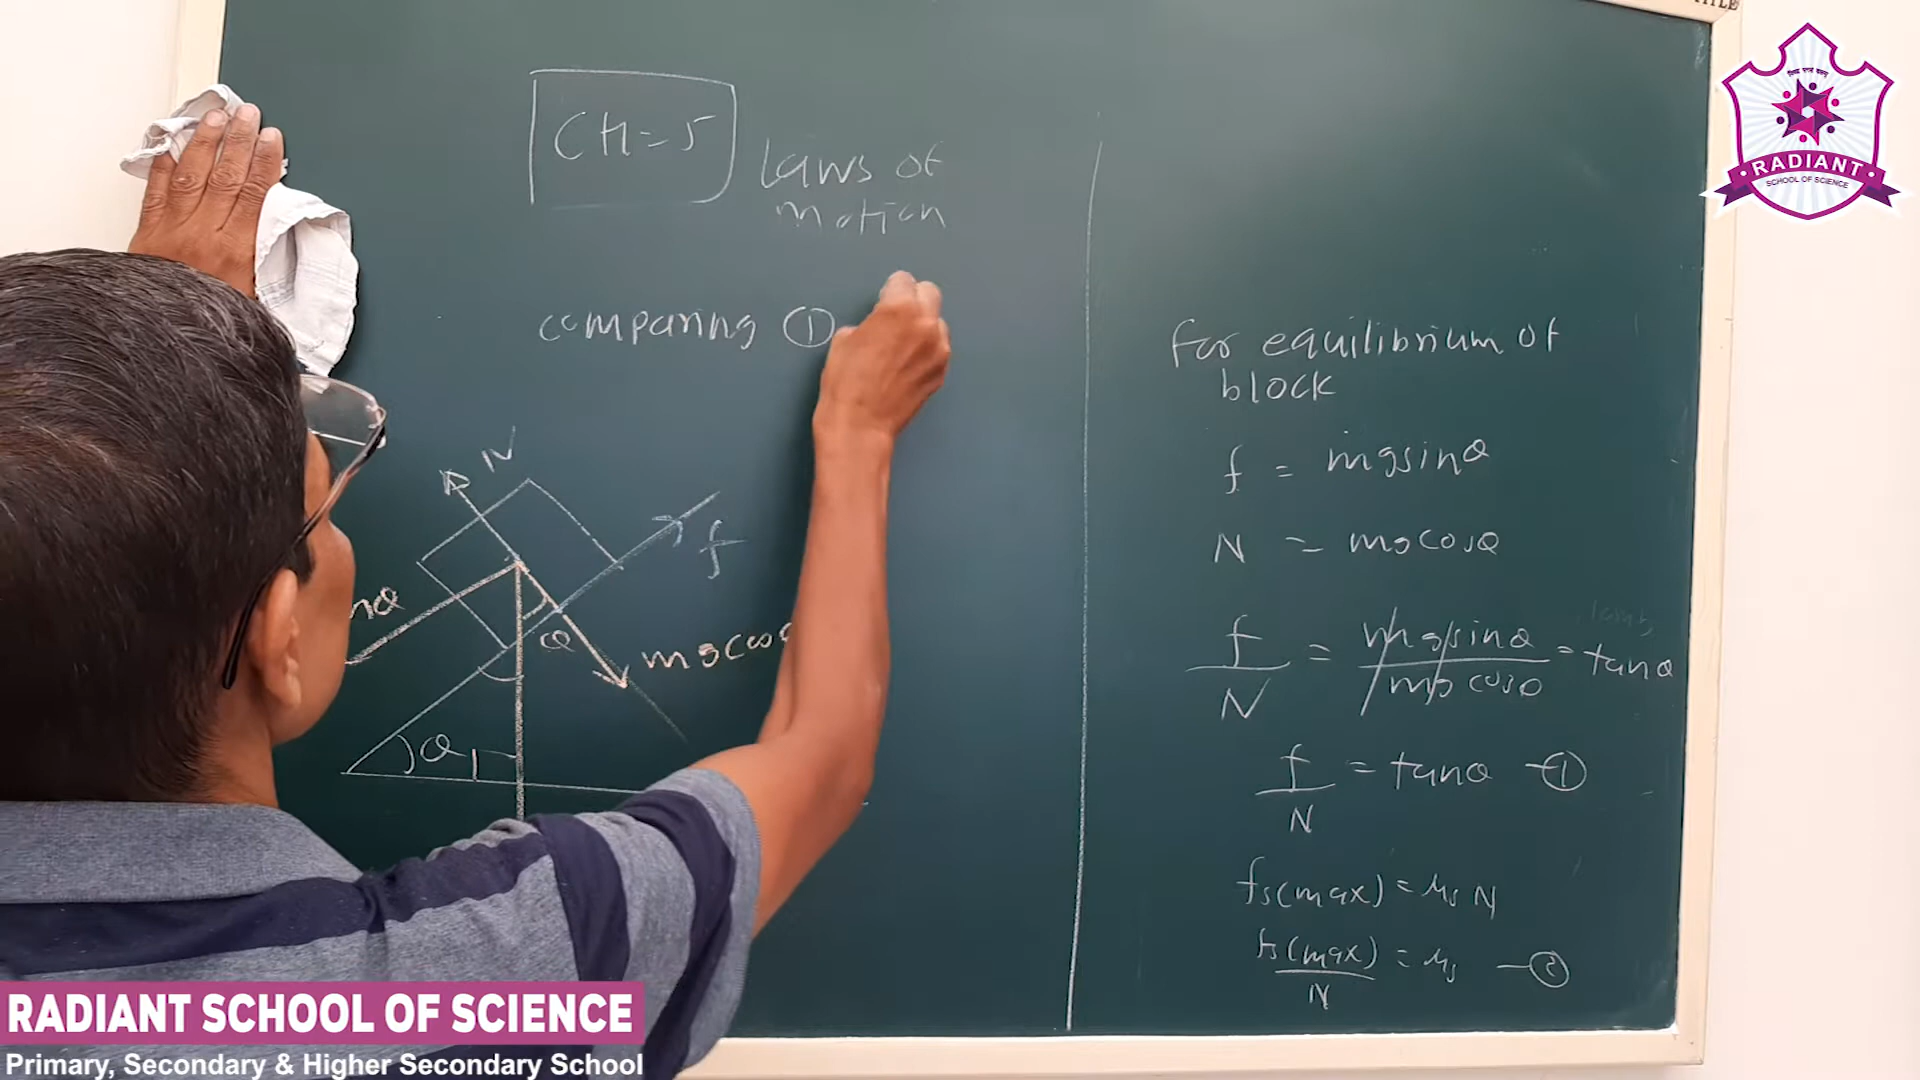 CH=5
Laws of
motion
comparing ①
N
f
θ
θ
For equilibrium of
block
f = mgsinθ
N = mgcosθ
f/N = mgsinθ/mgcosθ = tanθ
f/N = tanθ —①
fs(max) = μs N
fs(max)/N = μs —②
RADIANT
SCHOOL OF SCIENCE
RADIANT SCHOOL OF SCIENCE
Primary, Secondary & Higher Secondary School